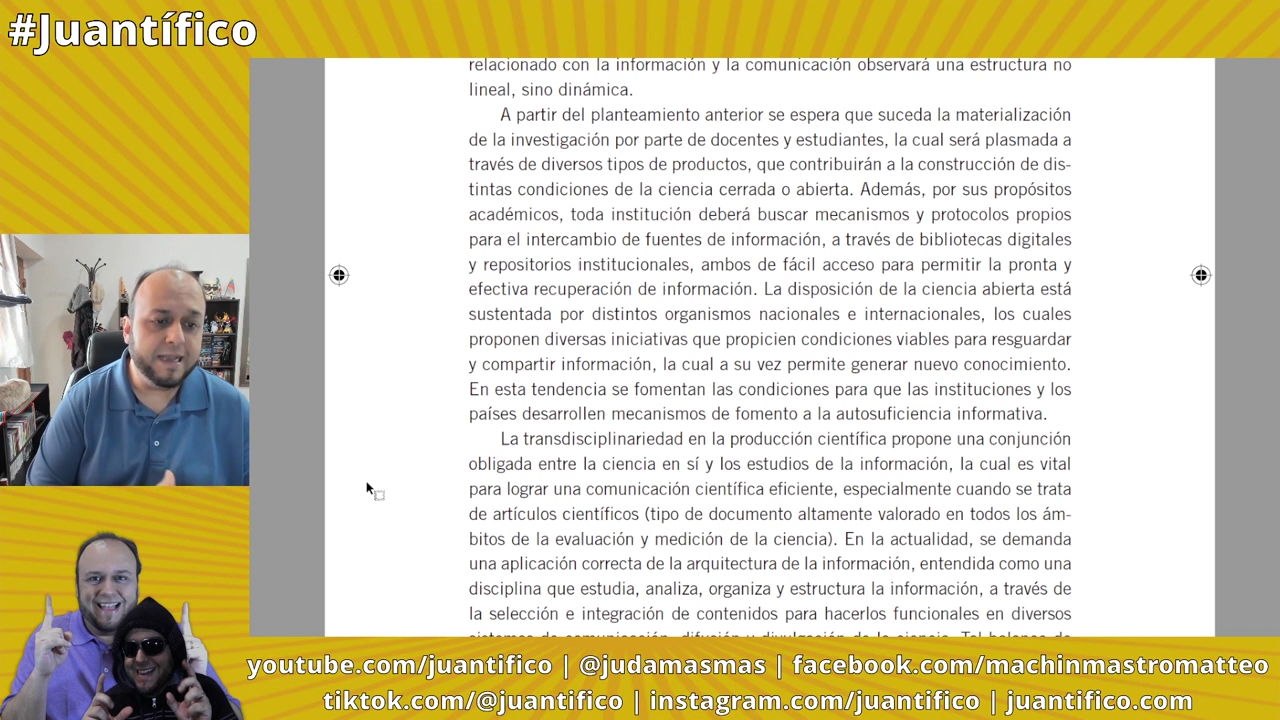 #Juantífico
relacionado con la información y la comunicación observará una estructura no
lineal, sino dinámica.
A partir del planteamiento anterior se espera que suceda la materialización
de la investigación por parte de docentes y estudiantes, la cual será plasmada a
través de diversos tipos de productos, que contribuirán a la construcción de dis-
tintas condiciones de la ciencia cerrada o abierta. Además, por sus propósitos
académicos, toda institución deberá buscar mecanismos y protocolos propios
para el intercambio de fuentes de información, a través de bibliotecas digitales
y repositorios institucionales, ambos de fácil acceso para permitir la pronta y
efectiva recuperación de información. La disposición de la ciencia abierta está
sustentada por distintos organismos nacionales e internacionales, los cuales
proponen diversas iniciativas que propicien condiciones viables para resguardar
y compartir información, la cual a su vez permite generar nuevo conocimiento.
En esta tendencia se fomentan las condiciones para que las instituciones y los
países desarrollen mecanismos de fomento a la autosuficiencia informativa.
La transdisciplinariedad en la producción científica propone una conjunción
obligada entre la ciencia en sí y los estudios de la información, la cual es vital
para lograr una comunicación científica eficiente, especialmente cuando se trata
de artículos científicos (tipo de documento altamente valorado en todos los ám-
bitos de la evaluación y medición de la ciencia). En la actualidad, se demanda
una aplicación correcta de la arquitectura de la información, entendida como una
disciplina que estudia, analiza, organiza y estructura la información, a través de
la selección e integración de contenidos para hacerlos funcionales en diversos
sistemas de comunicación, difusión y divulgación de la ciencia. Tal balance de
youtube.com/juantifico | @judamasmas | facebook.com/machinmastromatteo
tiktok.com/@juantifico | instagram.com/juantifico | juantifico.com